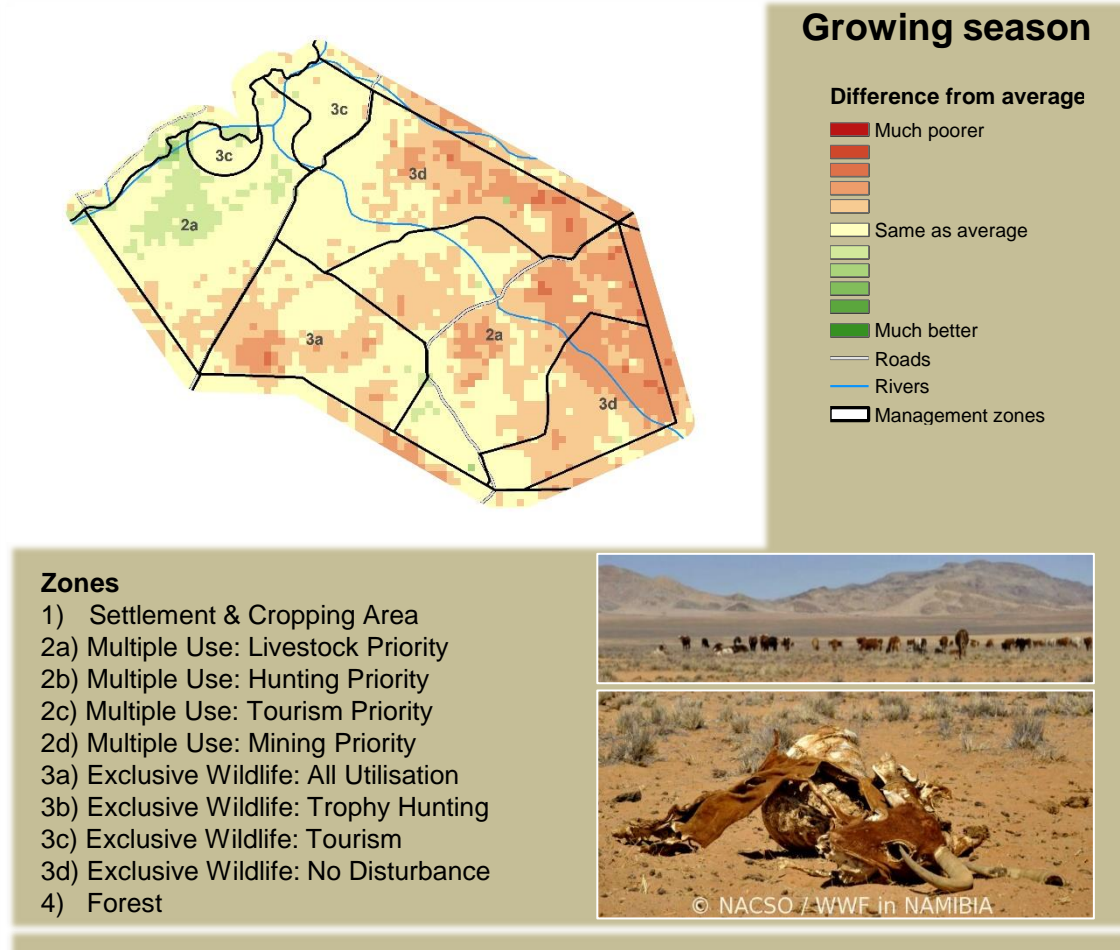 Growing season
Difference from average
Much poorer
Same as average
Much better
Roads
Rivers
Management zones
3c
3c
3d
2a
3a
2a
3d
Zones
1) Settlement & Cropping Area
2a) Multiple Use: Livestock Priority
2b) Multiple Use: Hunting Priority
2c) Multiple Use: Tourism Priority
2d) Multiple Use: Mining Priority
3a) Exclusive Wildlife: All Utilisation
3b) Exclusive Wildlife: Trophy Hunting
3c) Exclusive Wildlife: Tourism
3d) Exclusive Wildlife: No Disturbance
4) Forest
© NACSO / WWF in NAMIBIA